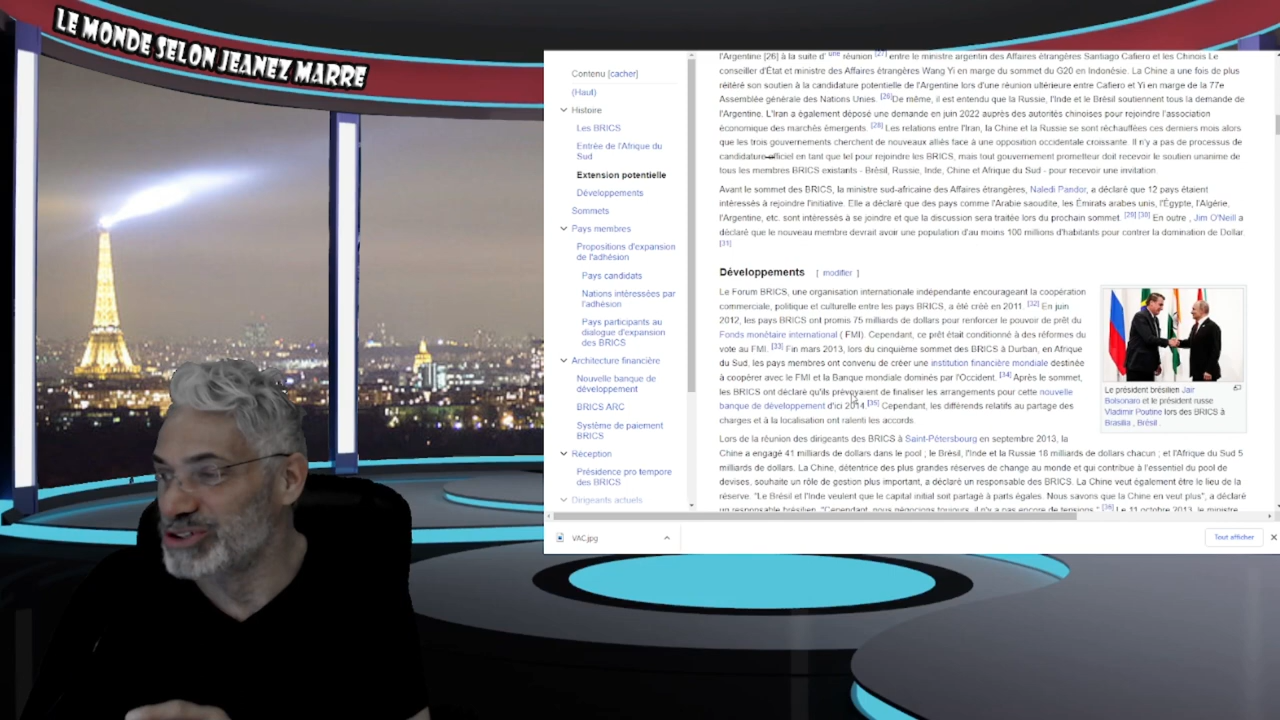 LE MONDE SELON JEANEZ MARRE
Contenu [cacher]
(Haut)
Histoire
Les BRICS
Entrée de l'Afrique du
Sud
Extension potentielle
Développements
Sommets
Pays membres
Propositions d'expansion
de l'adhésion
Pays candidats
Nations intéressées par
l'adhésion
Pays participants au
dialogue d'expansion
des BRICS
Architecture financière
Nouvelle banque de
développement
BRICS ARC
Système de paiement
BRICS
Réception
Présidence pro tempore
des BRICS
Dirigeants actuels
l'Argentine [26] à la suite d' une réunion [27] entre le ministre argentin des Affaires étrangères Santiago Cafiero et les Chinois Le
conseiller d'État et ministre des Affaires étrangères Wang Yi en marge du sommet du G20 en Indonésie. La Chine a une fois de plus
réitéré son soutien à la candidature potentielle de l'Argentine lors d'une réunion ultérieure entre Cafiero et Yi en marge de la 77e
Assemblée générale des Nations Unies. [26]De même, il est entendu que la Russie, l'Inde et le Brésil soutiennent tous la demande de
l'Argentine. L'Iran a également déposé une demande en juin 2022 auprès des autorités chinoises pour rejoindre l'association
économique des marchés émergents. [28] Les relations entre l'Iran, la Chine et la Russie se sont réchauffées ces derniers mois alors
que les trois gouvernements cherchent de nouveaux alliés face à une opposition occidentale croissante. Il n'y a pas de processus de
candidature officiel en tant que tel pour rejoindre les BRICS, mais tout gouvernement prometteur doit recevoir le soutien unanime de
tous les membres BRICS existants - Brésil, Russie, Inde, Chine et Afrique du Sud - pour recevoir une invitation.
Avant le sommet des BRICS, la ministre sud-africaine des Affaires étrangères, Naledi Pandor, a déclaré que 12 pays étaient
intéressés à rejoindre l'initiative. Elle a déclaré que des pays comme l'Arabie saoudite, les Émirats arabes unis, l'Égypte, l'Algérie,
l'Argentine, etc. sont intéressés à se joindre et que la discussion sera traitée lors du prochain sommet. [29] [30] En outre , Jim O'Neill a
déclaré que le nouveau membre devrait avoir une population d'au moins 100 millions d'habitants pour contrer la domination de Dollar.
[31]
Développements [ modifier ]
Le Forum BRICS, une organisation internationale indépendante encourageant la coopération
commerciale, politique et culturelle entre les pays BRICS, a été créé en 2011 [32] En juin
2012, les pays BRICS ont promis 75 milliards de dollars pour renforcer le pouvoir de prêt du
Fonds monétaire international ( FMI). Cependant, ce prêt était conditionné à des réformes du
vote au FMI. [33] Fin mars 2013, lors du cinquième sommet des BRICS à Durban, en Afrique
du Sud, les pays membres ont convenu de créer une institution financière mondiale destinée
à coopérer avec le FMI et la Banque mondiale dominés par l'Occident. [34] Après le sommet,
les BRICS ont déclaré qu'ils prévoyaient de finaliser les arrangements pour cette nouvelle
banque de développement d'ici 2014.[35] Cependant, les différends relatifs au partage des
charges et à la localisation ont ralenti les accords.
Le président brésilien Jair
Bolsonaro et le président russe
Vladimir Poutine lors des BRICS à
Brasilia , Brésil .
Lors de la réunion des dirigeants des BRICS à Saint-Pétersbourg en septembre 2013, la
Chine a engagé 41 milliards de dollars dans le pool ; le Brésil, l'Inde et la Russie 18 milliards de dollars chacun ; et l'Afrique du Sud 5
milliards de dollars. La Chine, détentrice des plus grandes réserves de change au monde et qui contribue à l'essentiel du pool de
devises, souhaite un rôle de gestion plus important, a déclaré un responsable des BRICS. La Chine veut également être le lieu de la
réserve. "Le Brésil et l'Inde veulent que le capital initial soit partagé à parts égales. Nous savons que la Chine en veut plus", a déclaré
un responsable brésilien. "Cependant, nous négocions toujours, il n'y a pas encore de tensions." [36] Le 11 octobre 2013, le ministre
VAC.jpg
Tout afficher